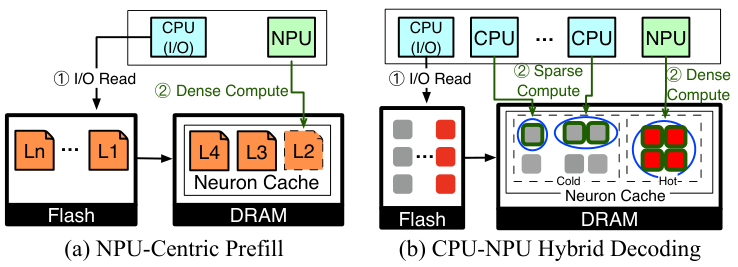 CPU
(I/O)
NPU
① I/O Read
② Dense Compute
Ln ... L1
L4 L3 L2
Neuron Cache
Flash
DRAM
(a) NPU-Centric Prefill
CPU
(I/O)
CPU ... CPU
NPU
① I/O Read
② Sparse
Compute
② Dense
Compute
...
Cold
Hot
Neuron Cache
Flash
DRAM
(b) CPU-NPU Hybrid Decoding